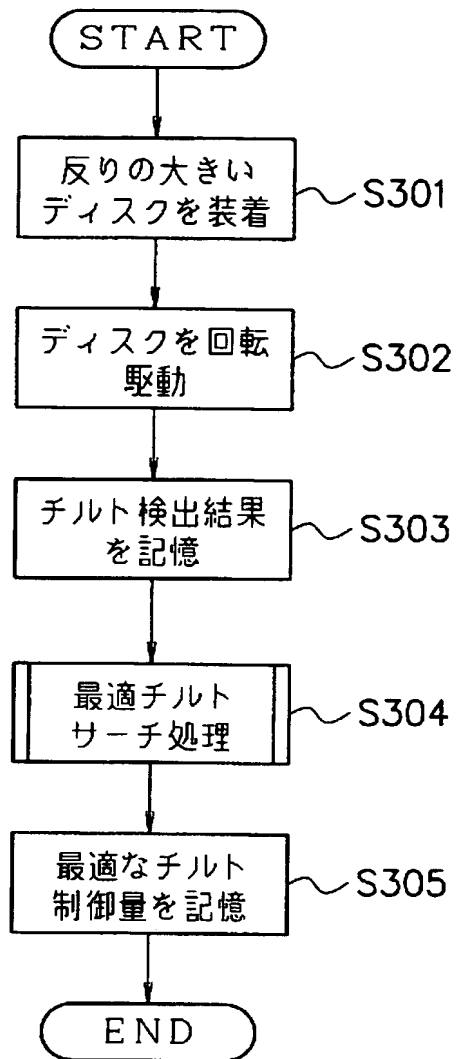 START
反りの大きい
ディスクを装着
S301
ディスクを回転
駆動
S302
チルト検出結果
を記憶
S303
最適チルト
サーチ処理
S304
最適なチルト
制御量を記憶
S305
END